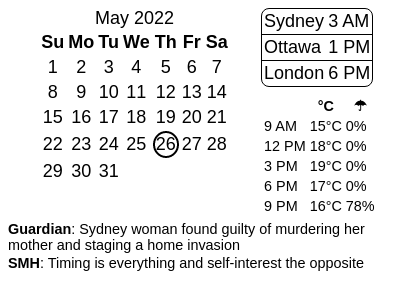 May 2022
Su Mo Tu We Th Fr Sa
1 2 3 4 5 6 7
8 9 10 11 12 13 14
15 16 17 18 19 20 21
22 23 24 25 26 27 28
29 30 31
Sydney 3 AM
Ottawa 1 PM
London 6 PM
°C ☂
9 AM 15°C 0%
12 PM 18°C 0%
3 PM 19°C 0%
6 PM 17°C 0%
9 PM 16°C 78%
Guardian: Sydney woman found guilty of murdering her
mother and staging a home invasion
SMH: Timing is everything and self-interest the opposite